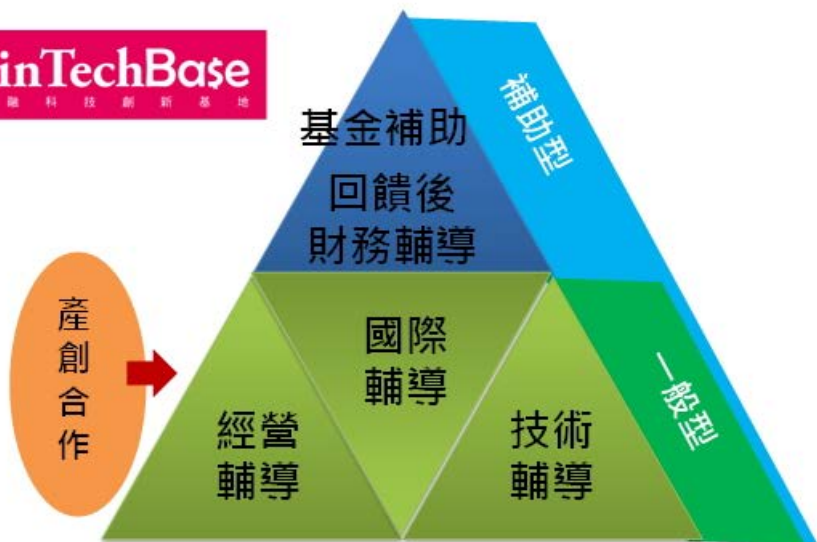 inTechBa$e
融科技創新基地
補助型
基金補助
回饋後
財務輔導
產創合作
國際
輔導
一般型
經營
輔導
技術
輔導